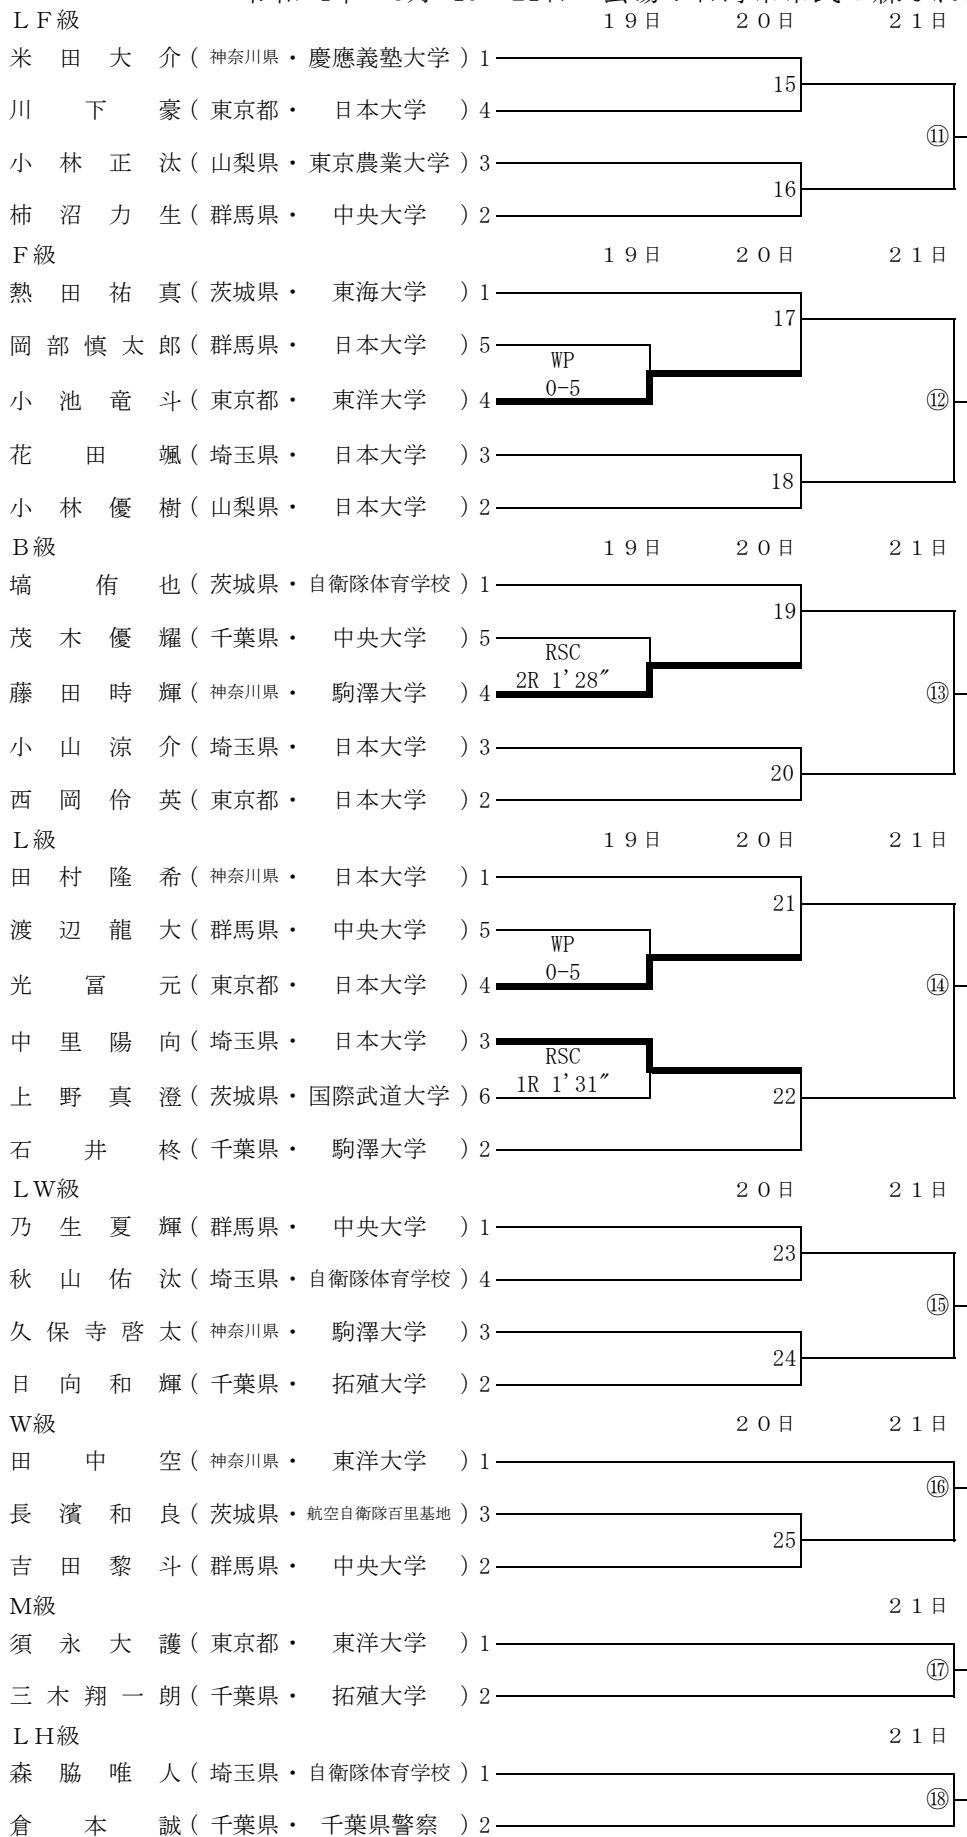 ＬＦ級 １９日 ２０日 ２１日
米田大介(神奈川県・慶應義塾大学)1
15
川下豪(東京都・日本大学)4
⑪
小林正汰(山梨県・東京農業大学)3
16
柿沼力生(群馬県・中央大学)2
Ｆ級 １９日 ２０日 ２１日
熱田祐真(茨城県・東海大学)1
17
岡部慎太郎(群馬県・日本大学)5
WP
0-5
小池竜斗(東京都・東洋大学)4
⑫
花田颯(埼玉県・日本大学)3
18
小林優樹(山梨県・日本大学)2
Ｂ級 １９日 ２０日 ２１日
塙侑也(茨城県・自衛隊体育学校)1
19
茂木優耀(千葉県・中央大学)5
RSC
2R 1’28”
藤田時輝(神奈川県・駒澤大学)4
⑬
小山涼介(埼玉県・日本大学)3
20
西岡伶英(東京都・日本大学)2
Ｌ級 １９日 ２０日 ２１日
田村隆希(神奈川県・日本大学)1
21
渡辺龍大(群馬県・中央大学)5
WP
0-5
光冨元(東京都・日本大学)4
⑭
中里陽向(埼玉県・日本大学)3
RSC
1R 1’31”
上野真澄(茨城県・国際武道大学)6
22
石井柊(千葉県・駒澤大学)2
ＬＷ級 ２０日 ２１日
乃生夏輝(群馬県・中央大学)1
23
秋山佑汰(埼玉県・自衛隊体育学校)4
⑮
久保寺啓太(神奈川県・駒澤大学)3
24
日向和輝(千葉県・拓殖大学)2
Ｗ級 ２０日 ２１日
田中空(神奈川県・東洋大学)1
⑯
長濱和良(茨城県・航空自衛隊百里基地)3
25
吉田黎斗(群馬県・中央大学)2
Ｍ級 ２１日
須永大護(東京都・東洋大学)1
⑰
三木翔一朗(千葉県・拓殖大学)2
ＬＨ級 ２１日
森脇唯人(埼玉県・自衛隊体育学校)1
⑱
倉本誠(千葉県・千葉県警察)2